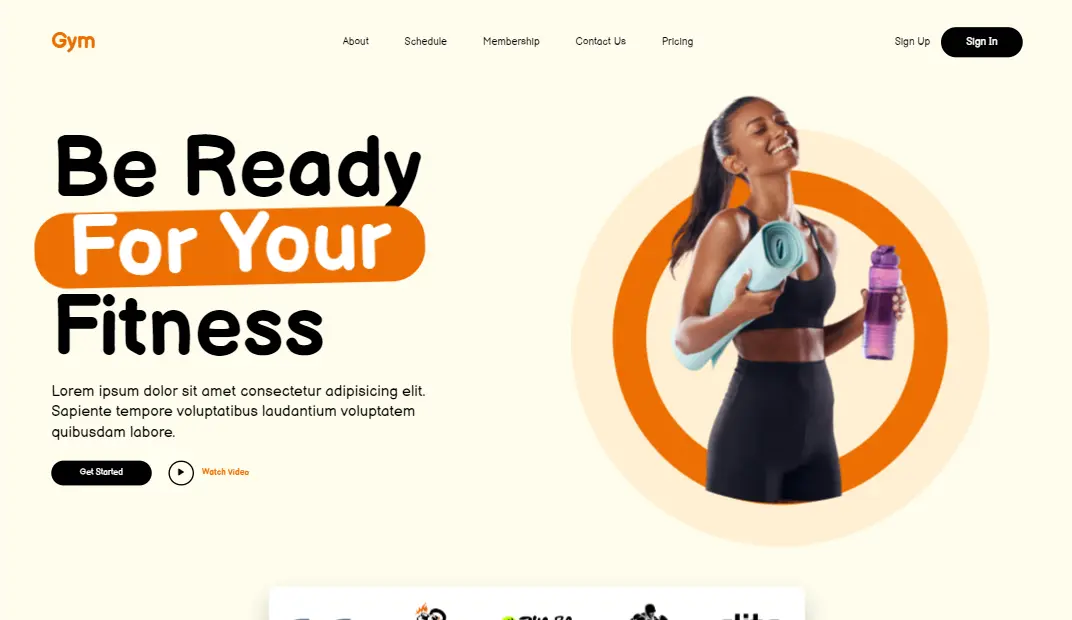 Gym
About
Schedule
Membership
Contact Us
Pricing
Sign Up
Sign In
Be Ready
For Your
Fitness
Lorem ipsum dolor sit amet consectetur adipisicing elit.
Sapiente tempore voluptatibus laudantium voluptatem
quibusdam labore.
Get Started
Watch Video